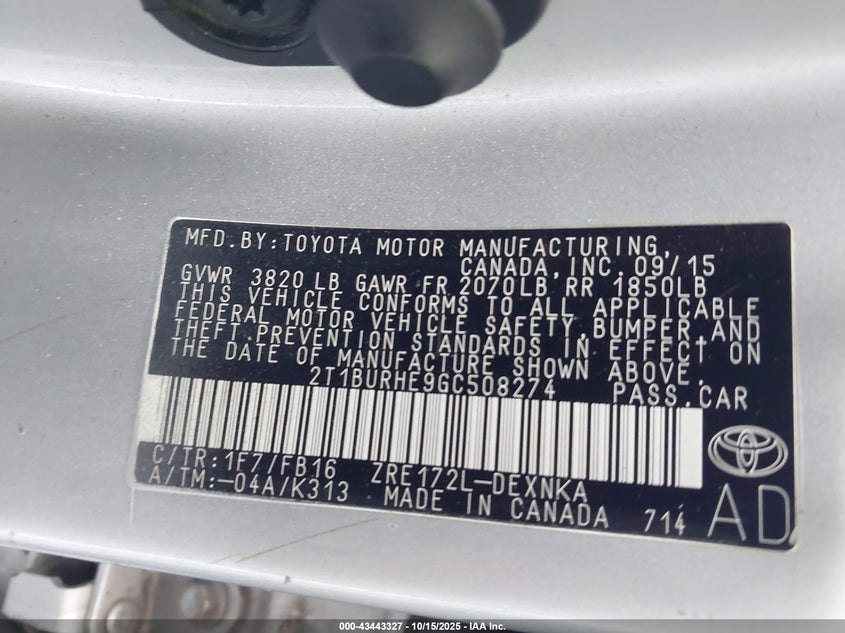 MFD.BY:TOYOTA MOTOR MANUFACTURING,
CANADA,INC.09/15
GVWR 3820 LB GAWR FR 2070LB,RR 1850LB
THIS VEHICLE CONFORMS TO ALL APPLICABLE
FEDERAL MOTOR VEHICLE SAFETY,BUMPER,AND
THEFT PREVENTION STANDARDS IN EFFECT ON
THE DATE OF MANUFACTURE SHOWN ABOVE.
2T1BURHE9GC508274 PASS.CAR
C/TR:1F7/FB16 ZRE172L-DEXNKA
A/TM:-04A/K313 MADE IN CANADA 714
AD
000-43443327 - 10/15/2025 - IAA Inc.